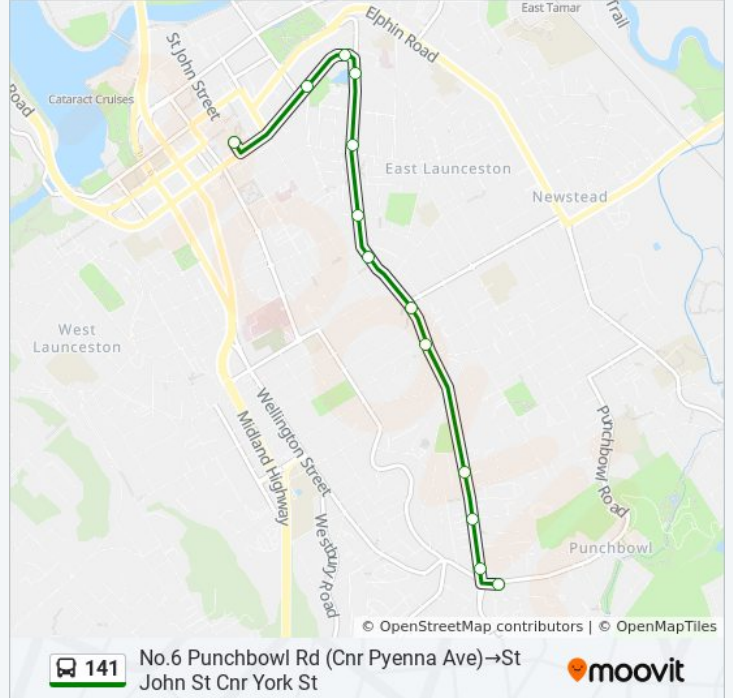 Elphin Road
East Tamar
Trail
St John Street
Cataract Cruises
Road
East Launceston
Newstead
West
Launceston
Wellington Street
Midland Highway
Westbury Road
Punchbowl Road
Punchbowl
© OpenStreetMap contributors | © OpenMapTiles
141
No.6 Punchbowl Rd (Cnr Pyenna Ave)→St
John St Cnr York St
moovit